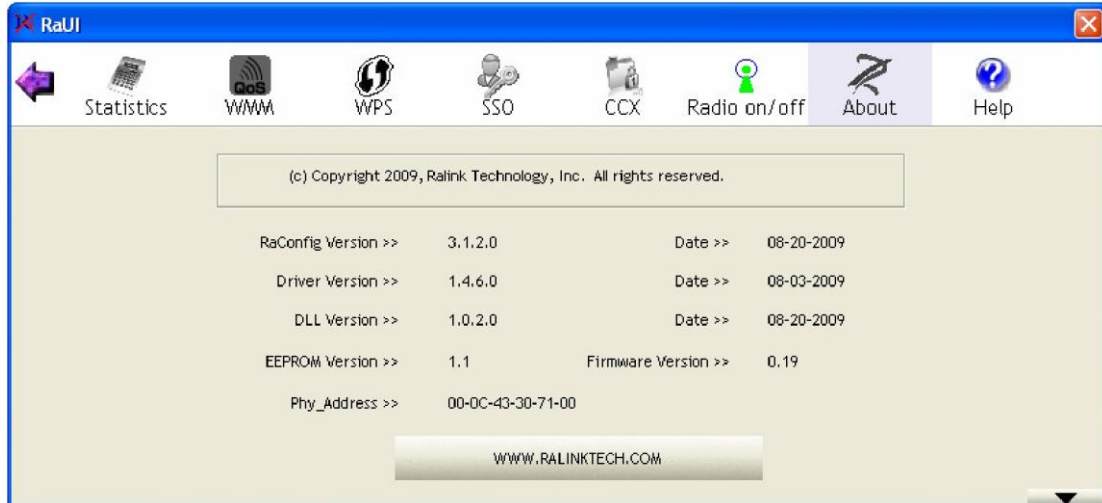 RaUI
Statistics QoS WMM WPS SSO CCX Radio on/off About Help
(c) Copyright 2009, Ralink Technology, Inc. All rights reserved.
RaConfig Version >> 3.1.2.0 Date >> 08-20-2009
Driver Version >> 1.4.6.0 Date >> 08-03-2009
DLL Version >> 1.0.2.0 Date >> 08-20-2009
EEPROM Version >> 1.1 Firmware Version >> 0.19
Phy_Address >> 00-0C-43-30-71-00
WWW.RALINKTECH.COM